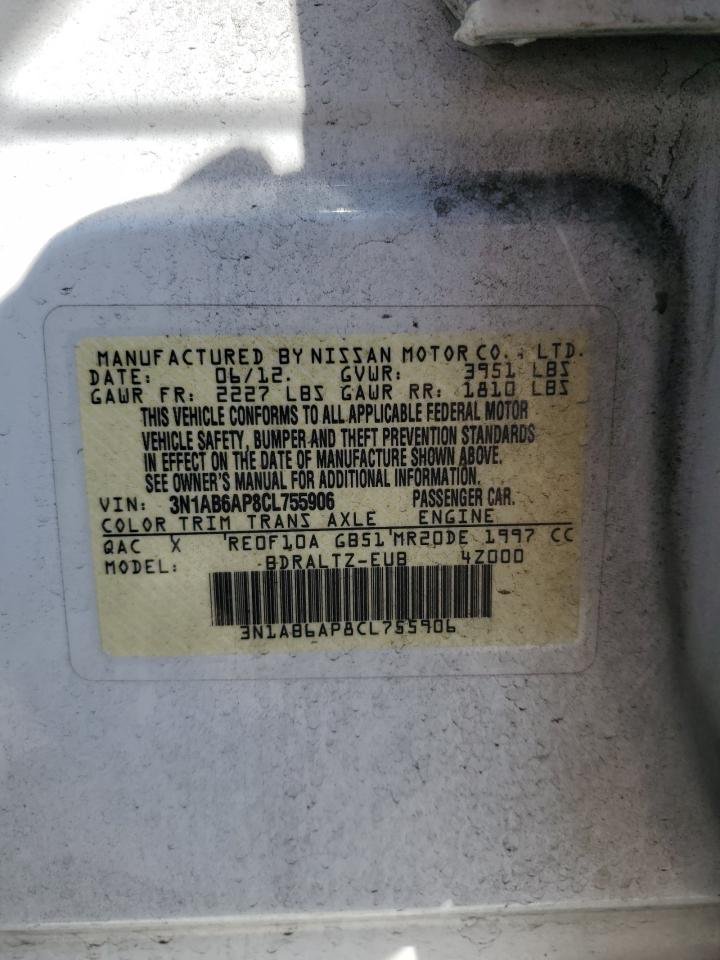 MANUFACTURED BY NISSAN MOTOR CO., LTD.
DATE: 06/12. GVWR: 3951 LBS
GAWR FR: 2227 LBS GAWR RR: 1810 LBS
THIS VEHICLE CONFORMS TO ALL APPLICABLE FEDERAL MOTOR
VEHICLE SAFETY, BUMPER AND THEFT PREVENTION STANDARDS
IN EFFECT ON THE DATE OF MANUFACTURE SHOWN ABOVE.
SEE OWNER'S MANUAL FOR ADDITIONAL INFORMATION.
VIN: 3N1AB6AP8CL755906 PASSENGER CAR.
COLOR TRIM TRANS AXLE ENGINE
QAC X RE0F10A GB51 MR20DE 1997 CC
MODEL: BDRALTZ-EUB 4Z000
3N1AB6AP8CL755906